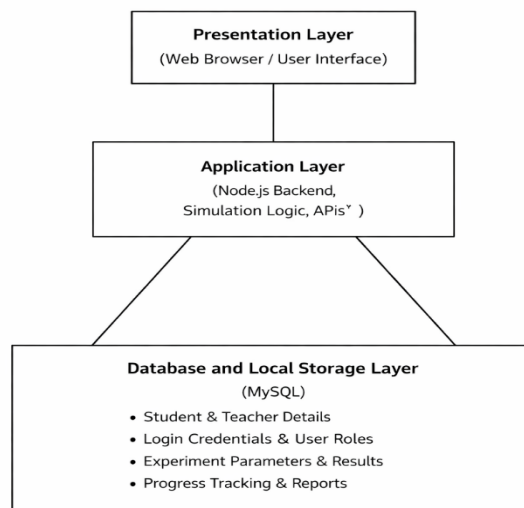 Presentation Layer
(Web Browser / User Interface)
Application Layer
(Node.js Backend,
Simulation Logic, APIsˇ )
Database and Local Storage Layer
(MySQL)
• Student & Teacher Details
• Login Credentials & User Roles
• Experiment Parameters & Results
• Progress Tracking & Reports